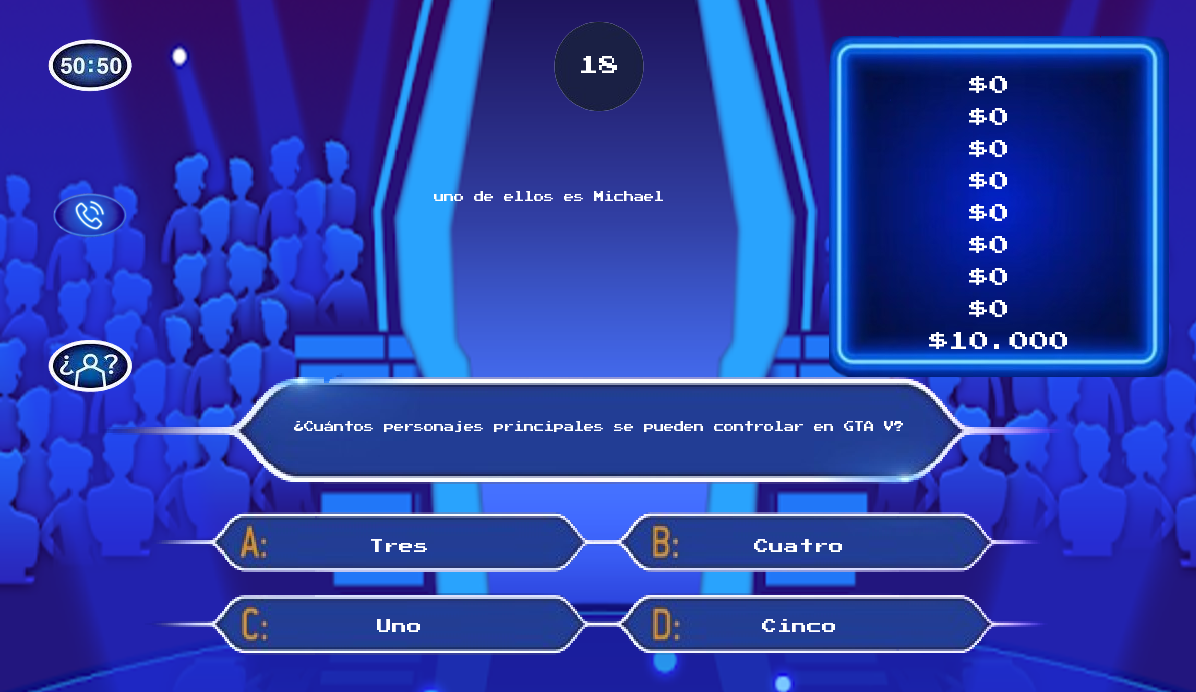 50:50
18
$0
$0
$0
$0
$0
$0
$0
$0
$10.000
uno de ellos es Michael
¿ ?
¿Cuántos personajes principales se pueden controlar en GTA V?
A: Tres
B: Cuatro
C: Uno
D: Cinco